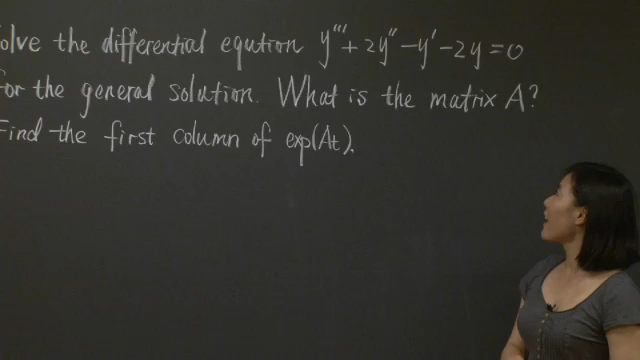 olve the differential eqution y''' + 2y'' - y' - 2y = 0
for the general solution. What is the matrix A?
Find the first column of exp(At).